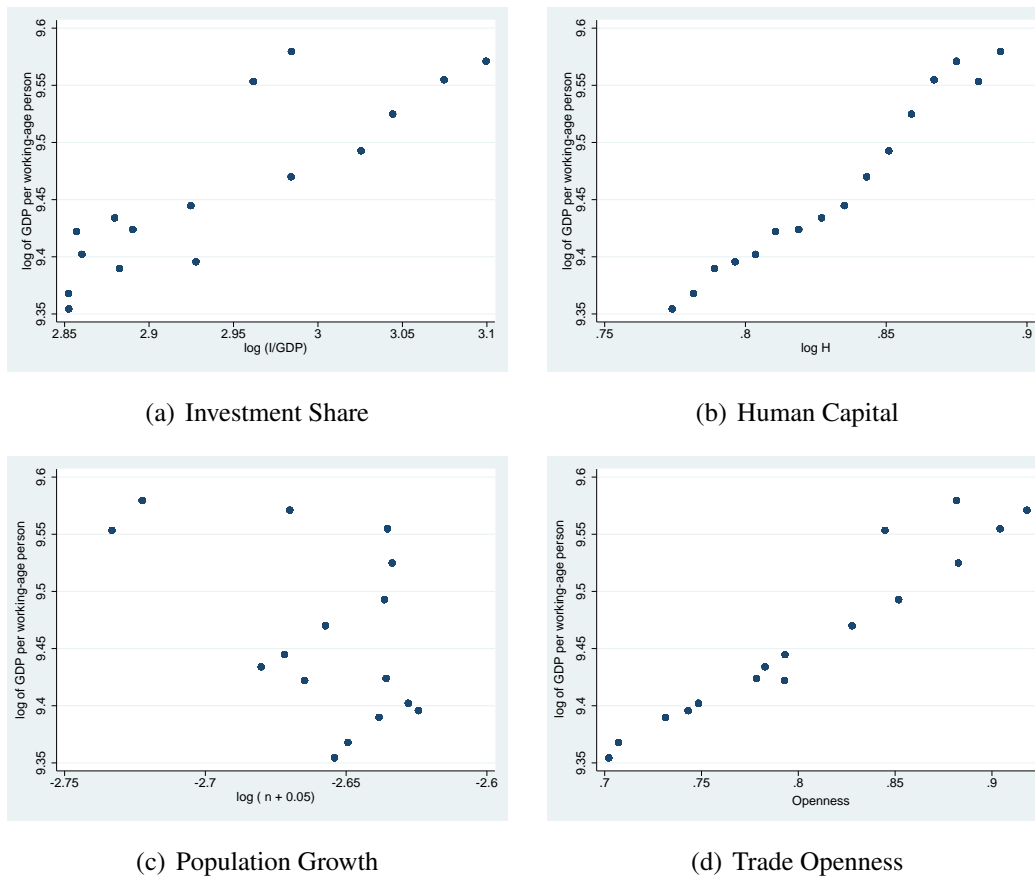 log of GDP per working-age person
9.35 9.4 9.45 9.5 9.55 9.6
2.85 2.9 2.95 3 3.05 3.1
log (I/GDP)
(a) Investment Share
log of GDP per working-age person
9.35 9.4 9.45 9.5 9.55 9.6
.75 .8 .85 .9
log H
(b) Human Capital
log of GDP per working-age person
9.35 9.4 9.45 9.5 9.55 9.6
-2.75 -2.7 -2.65 -2.6
log ( n + 0.05)
(c) Population Growth
log of GDP per working-age person
9.35 9.4 9.45 9.5 9.55 9.6
.7 .75 .8 .85 .9
Openness
(d) Trade Openness